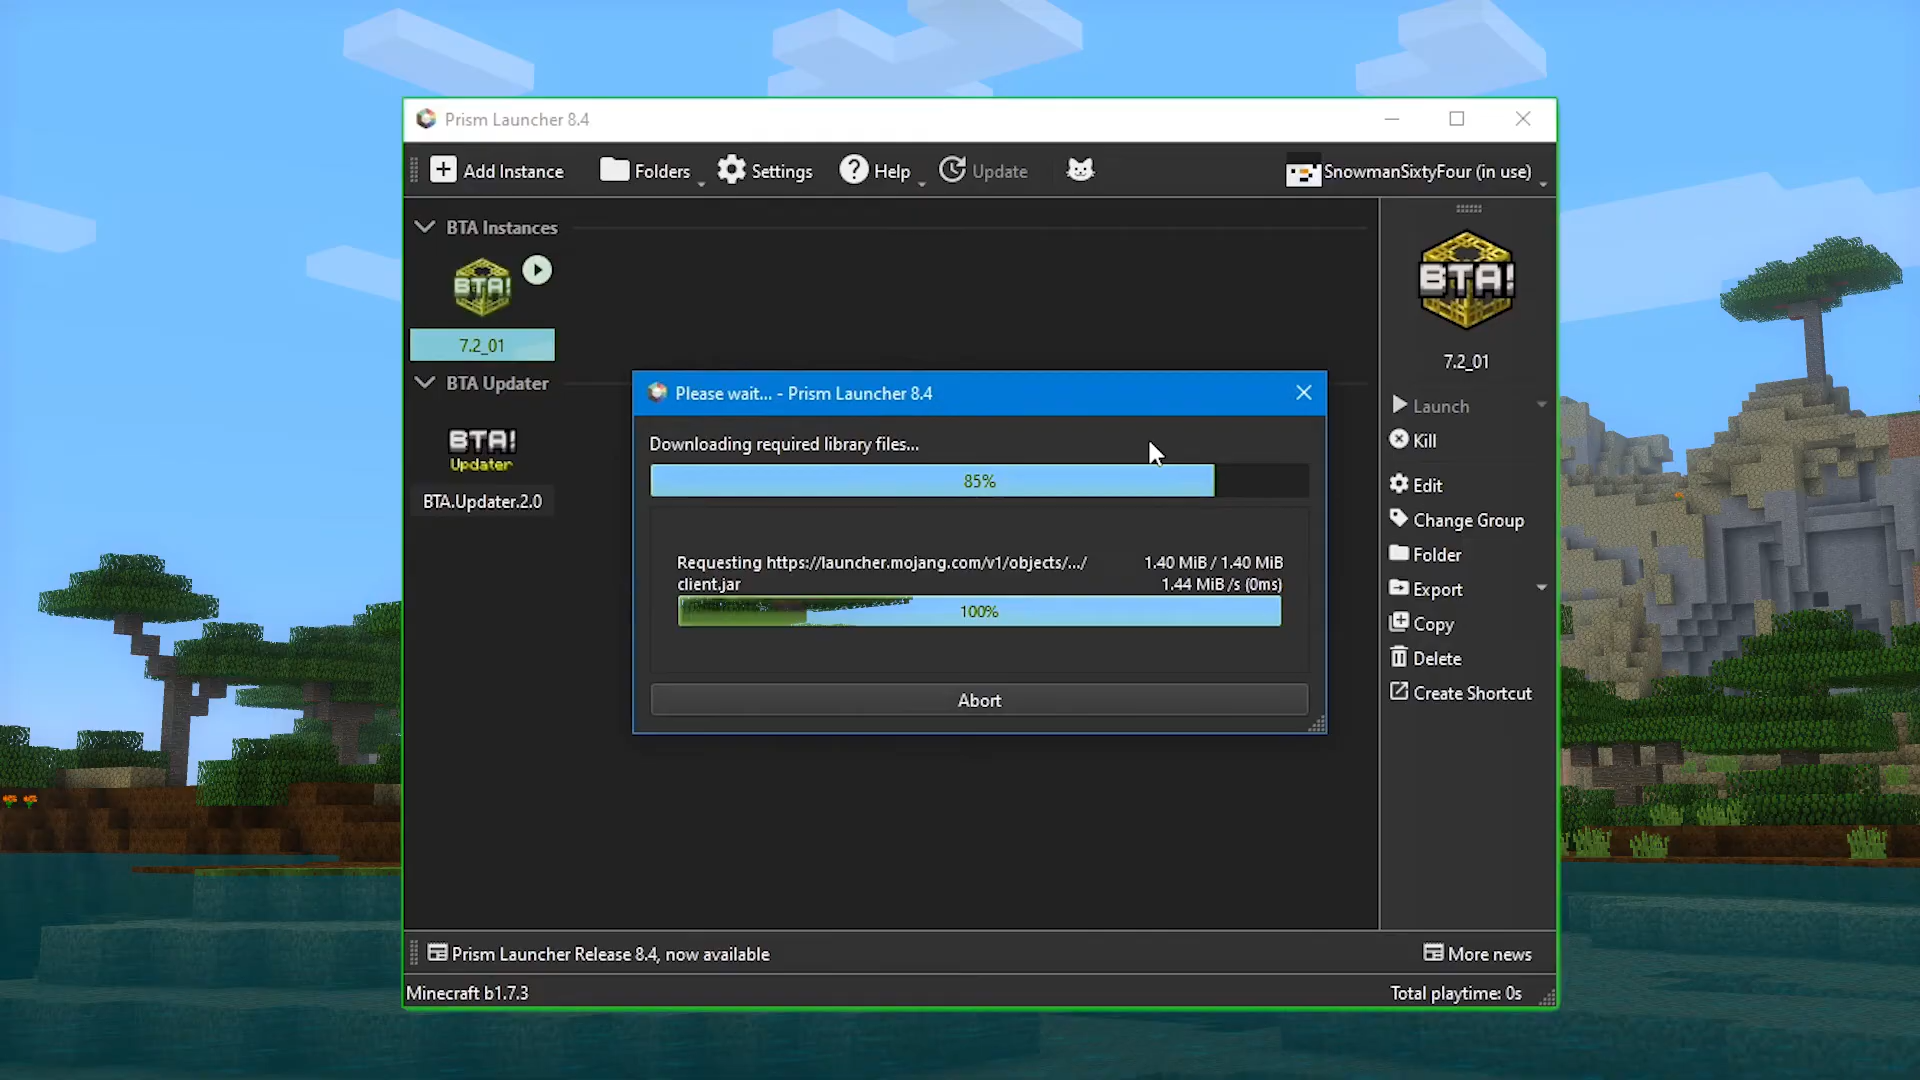 Prism Launcher 8.4
Add Instance
Folders
Settings
Help
Update
SnowmanSixtyFour (in use)
BTA Instances
BTA!
7.2_01
BTA Updater
BTA!
Updater
BTA.Updater.2.0
Please wait... - Prism Launcher 8.4
Downloading required library files...
85%
Requesting https://launcher.mojang.com/v1/objects/.../
client.jar
1.40 MiB / 1.40 MiB
1.44 MiB /s (0ms)
100%
Abort
BTA!
7.2_01
Launch
Kill
Edit
Change Group
Folder
Export
Copy
Delete
Create Shortcut
Prism Launcher Release 8.4, now available
More news
Minecraft b1.7.3
Total playtime: 0s